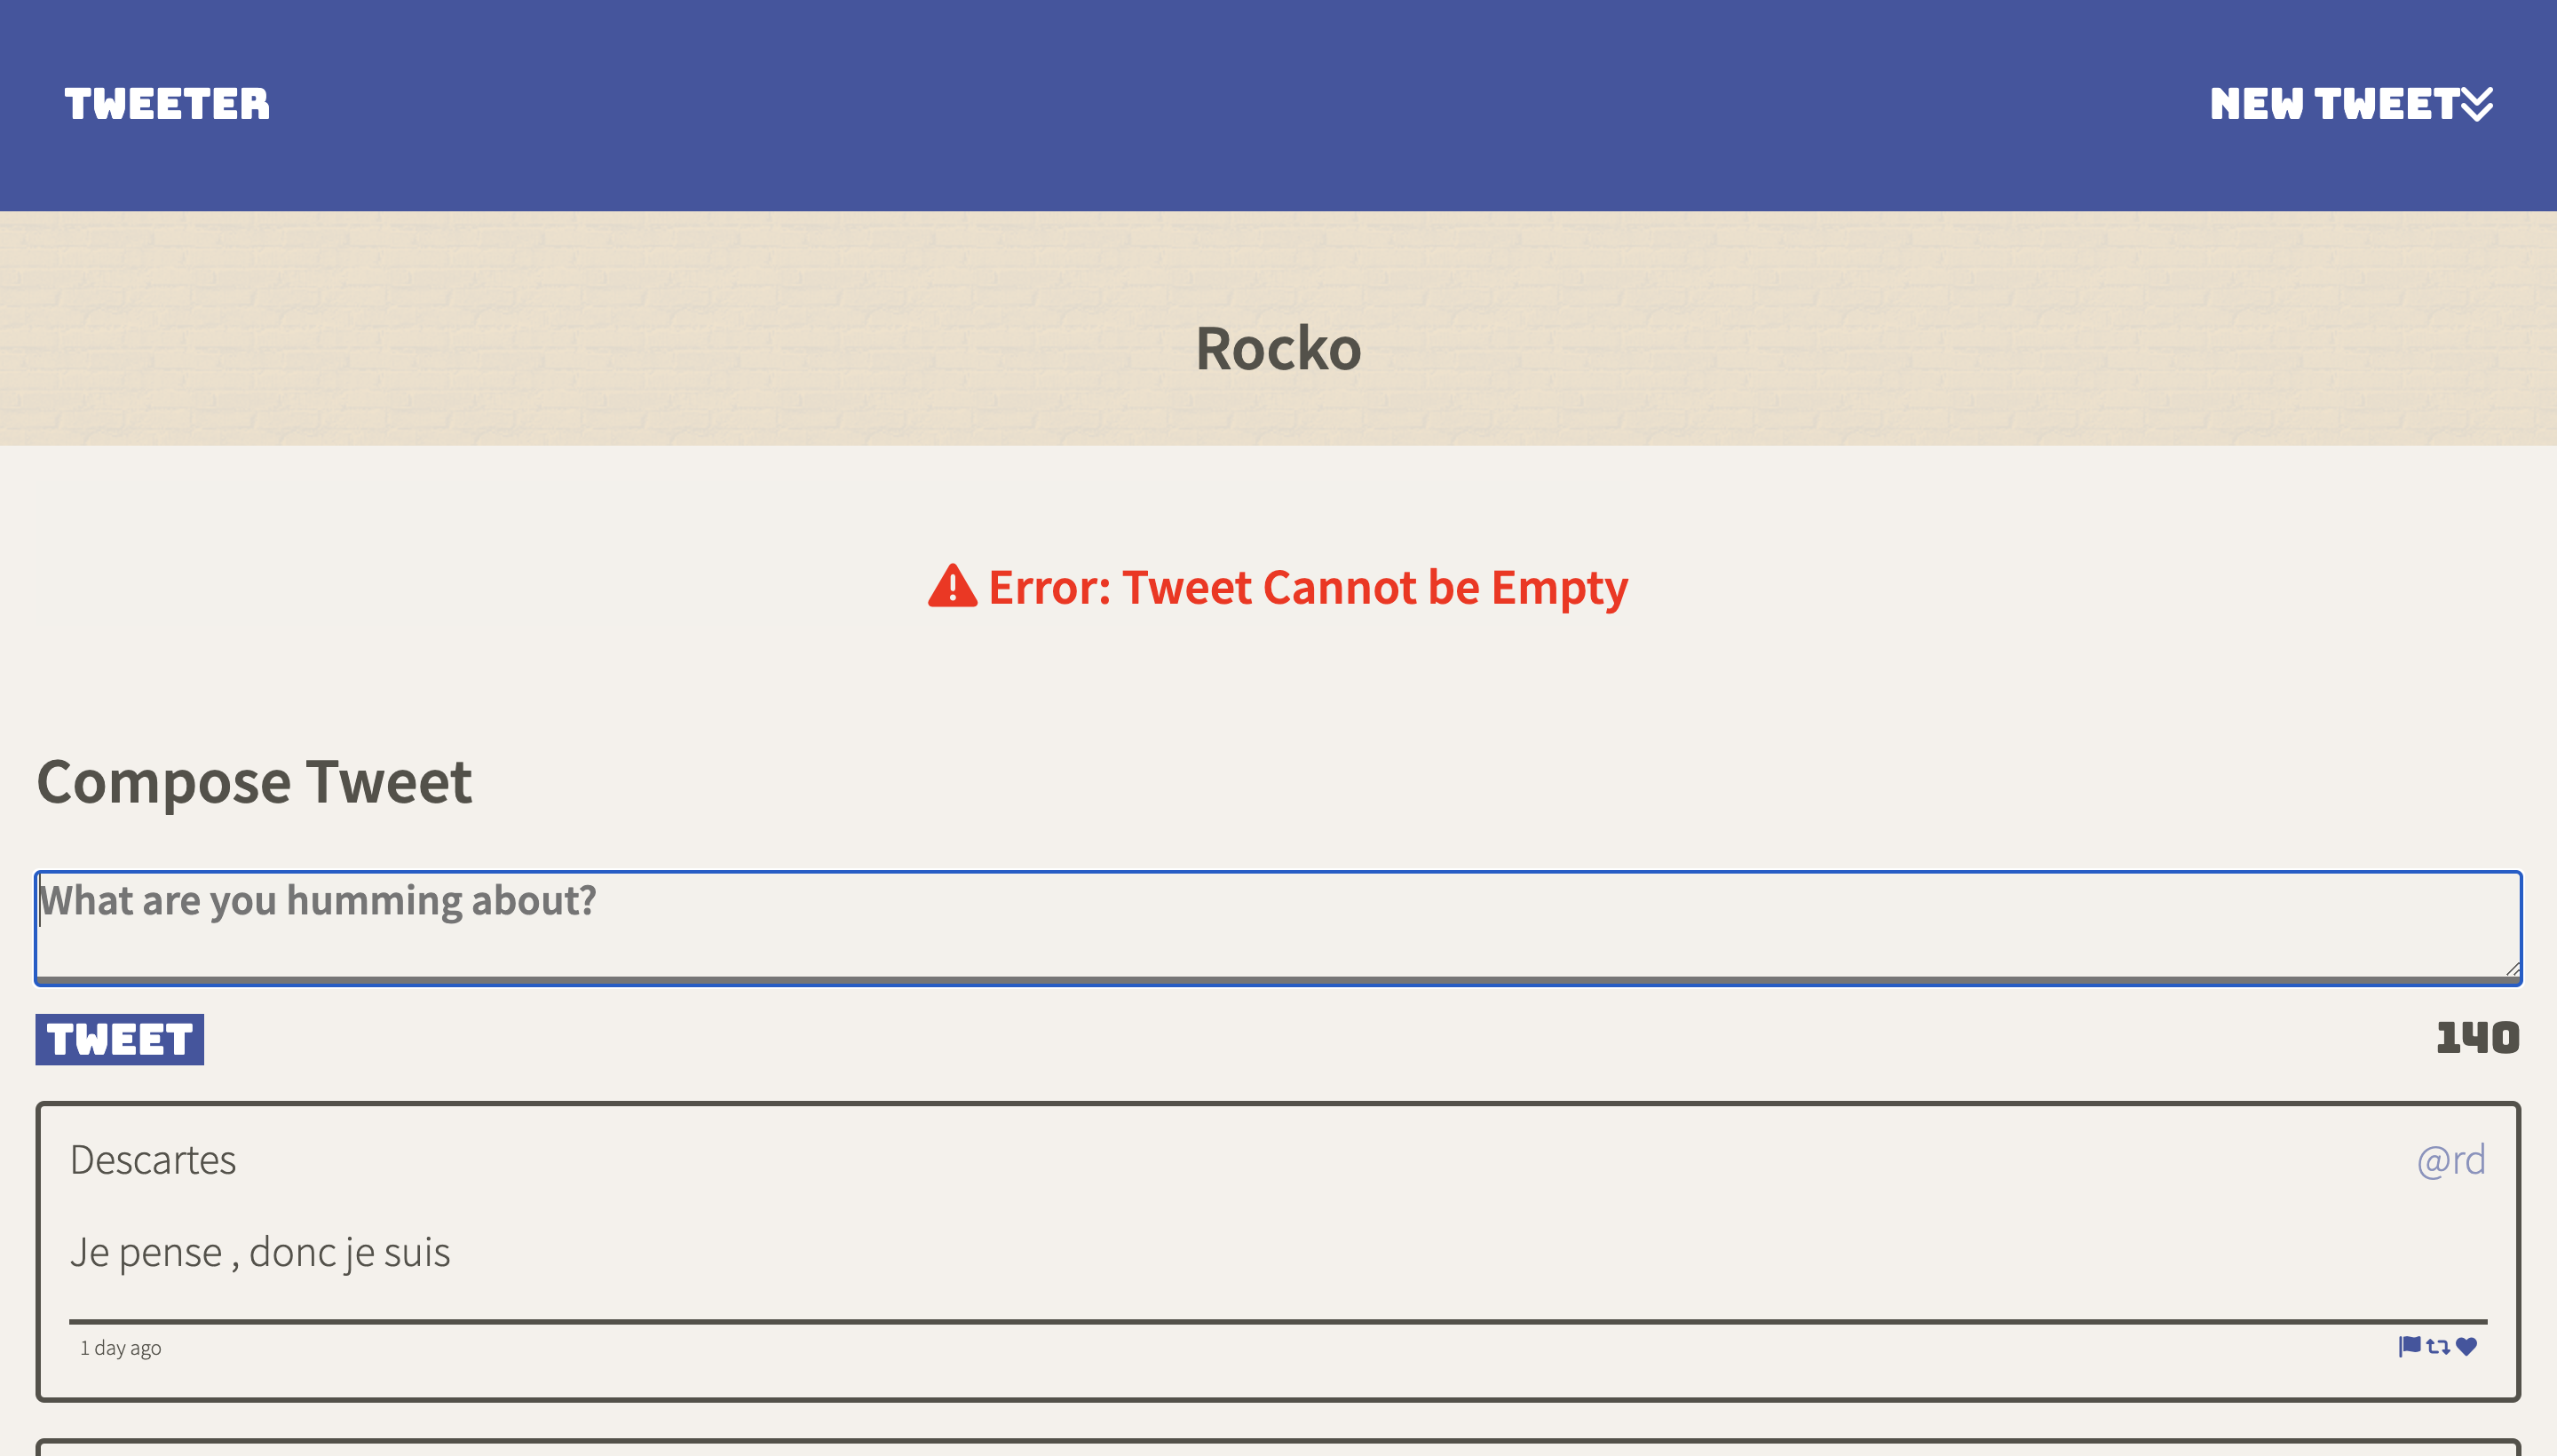 TWEETER
NEW TWEET
Rocko
Error: Tweet Cannot be Empty
Compose Tweet
What are you humming about?
TWEET
140
Descartes
@rd
Je pense , donc je suis
1 day ago